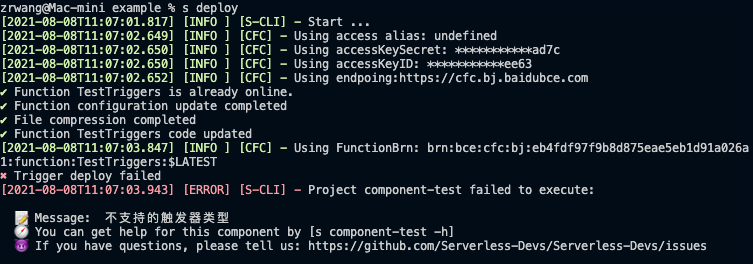 zrwang@Mac-mini example % s deploy
[2021-08-08T11:07:01.817] [INFO ] [S-CLI] - Start ...
[2021-08-08T11:07:02.649] [INFO ] [CFC] - Using access alias: undefined
[2021-08-08T11:07:02.650] [INFO ] [CFC] - Using accessKeySecret: ************ad7c
[2021-08-08T11:07:02.650] [INFO ] [CFC] - Using accessKeyID: ************ee63
[2021-08-08T11:07:02.652] [INFO ] [CFC] - Using endpoing:https://cfc.bj.baidubce.com
✔ Function TestTriggers is already online.
✔ Function configuration update completed
✔ File compression completed
✔ Function TestTriggers code updated
[2021-08-08T11:07:03.847] [INFO ] [CFC] - Using FunctionBrn: brn:bce:cfc:bj:eb4fdf97f9b8d875eae5eb1d91a026a
1:function:TestTriggers:$LATEST
✖ Trigger deploy failed
[2021-08-08T11:07:03.943] [ERROR] [S-CLI] - Project component-test failed to execute:
📝 Message: 不支持的触发器类型
🧭 You can get help for this component by [s component-test -h]
😈 If you have questions, please tell us: https://github.com/Serverless-Devs/Serverless-Devs/issues